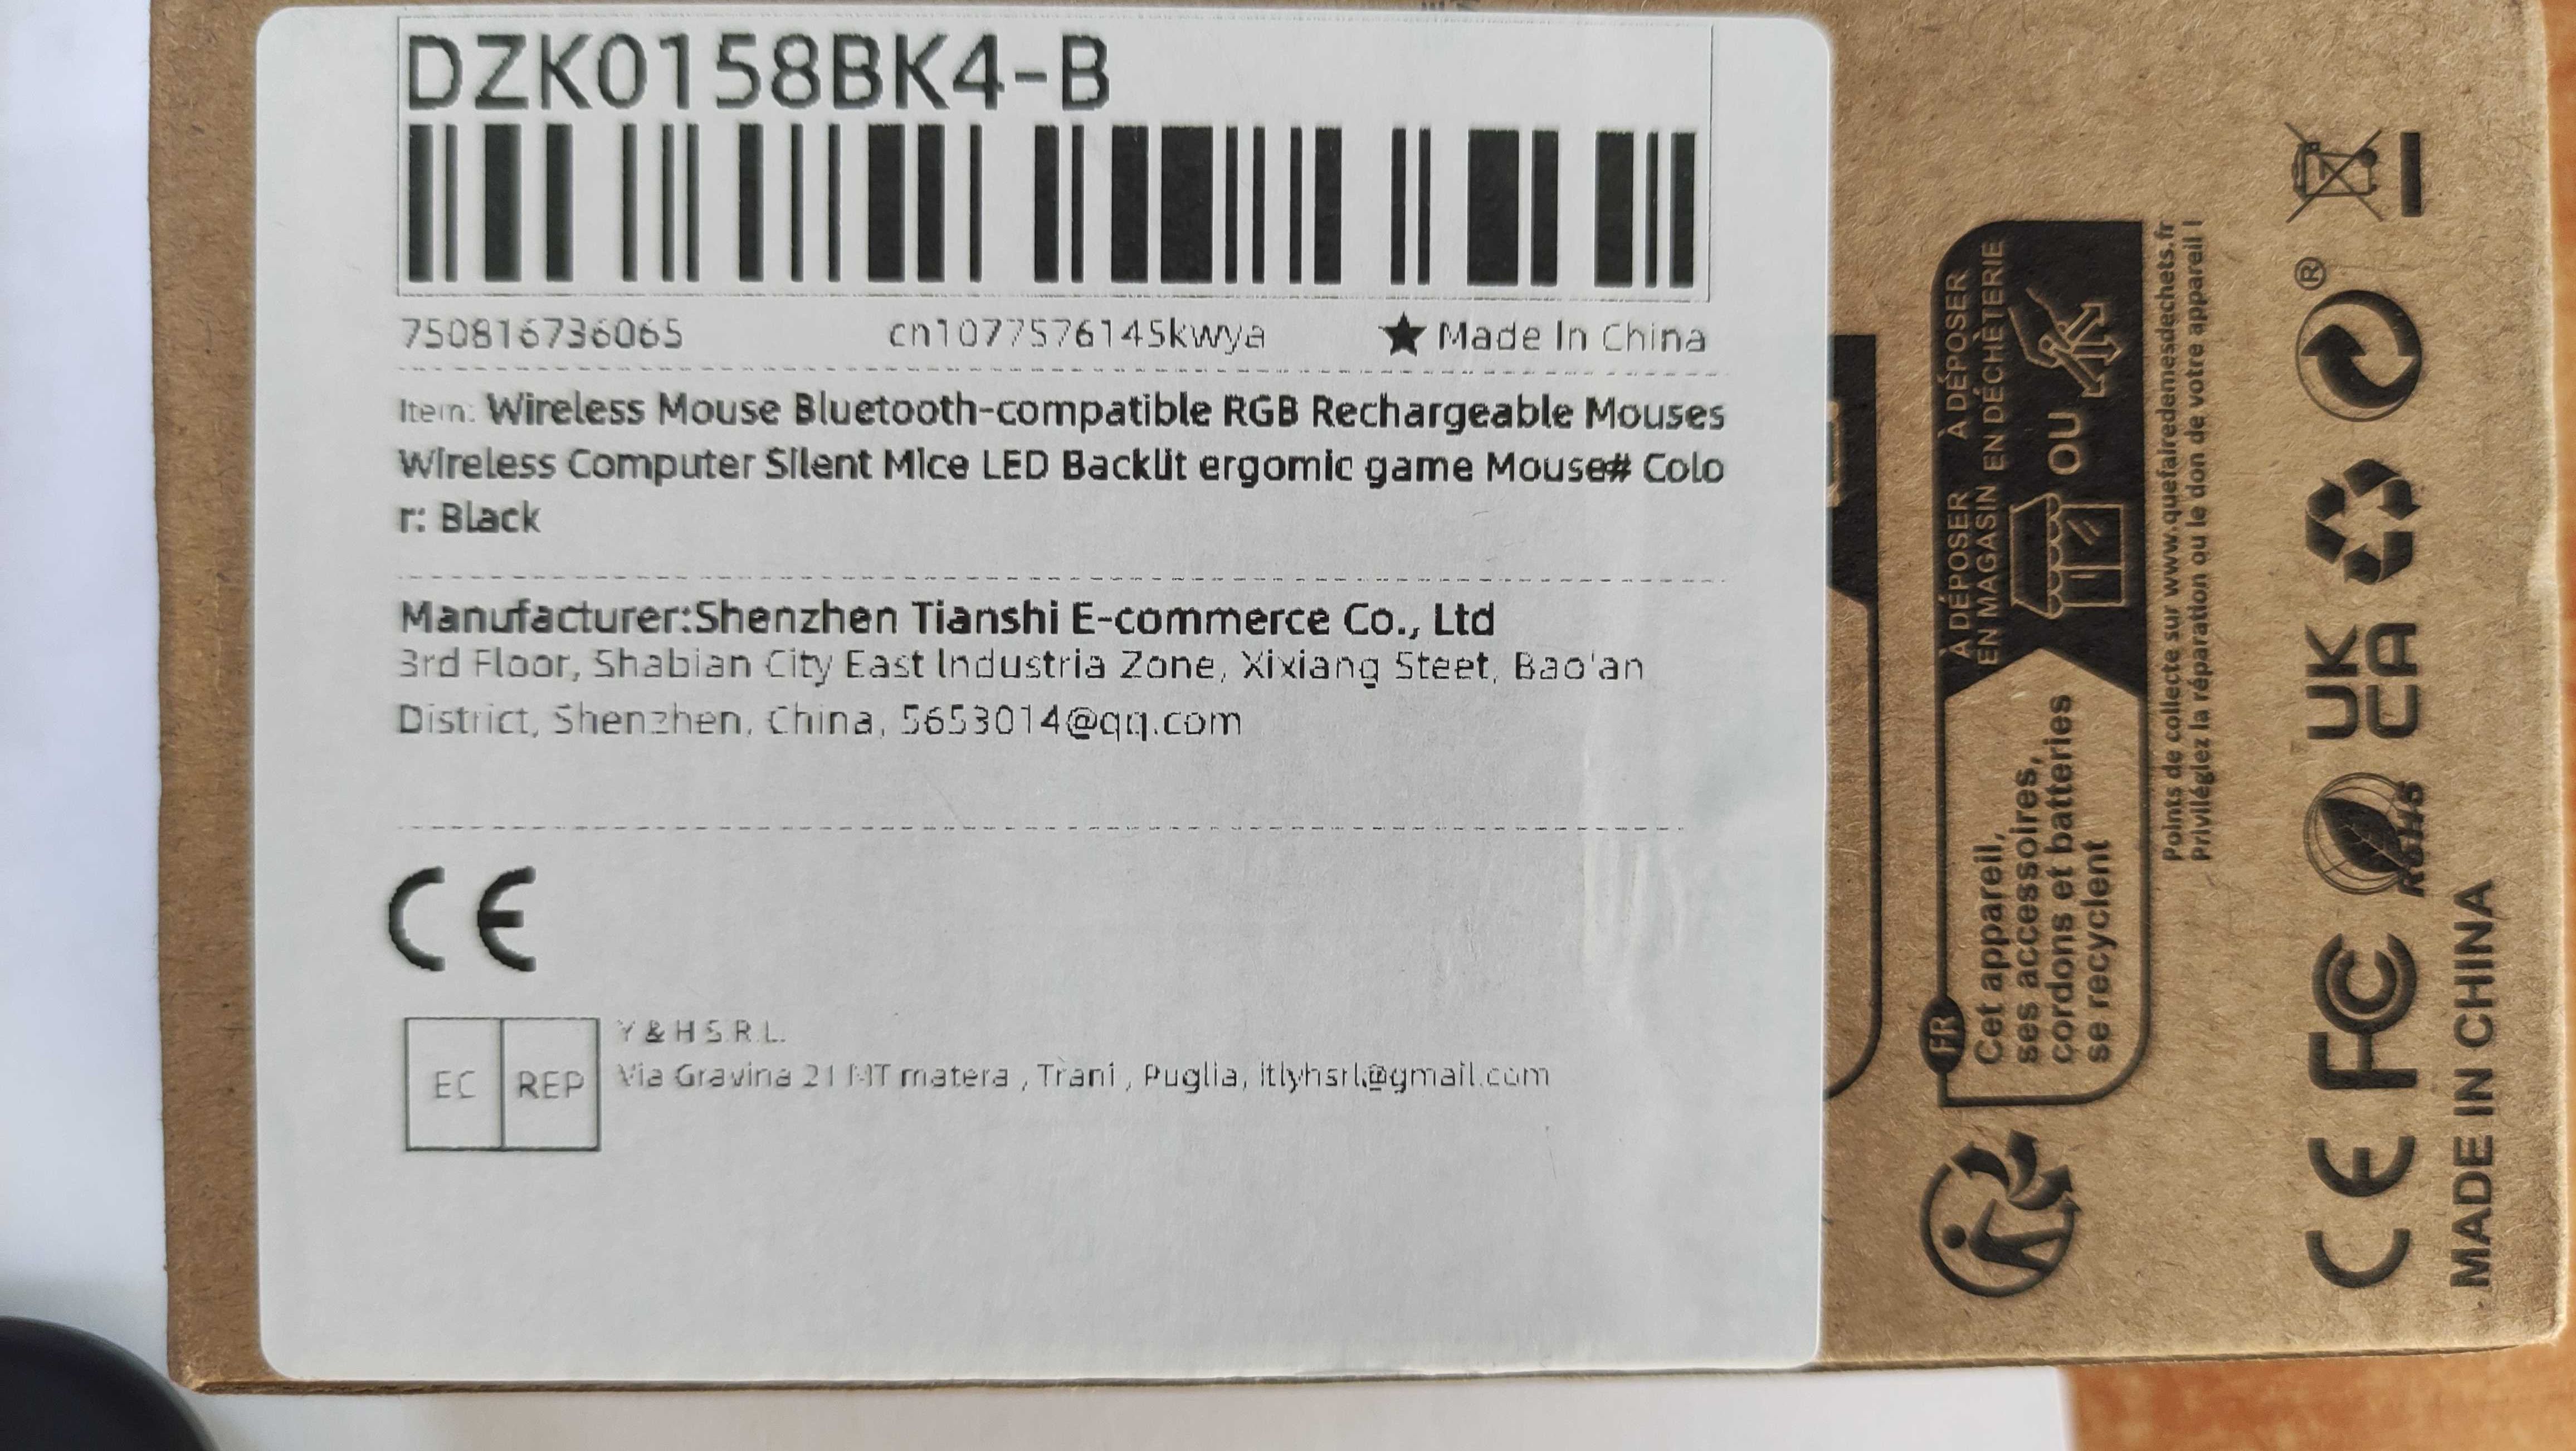 DZK0158BK4-B
750816736065 cn1077576145kwya ★ Made In China
Item: Wireless Mouse Bluetooth-compatible RGB Rechargeable Mouses
Wireless Computer Silent Mice LED Backlit ergomic game Mouse# Colo
r: Black
Manufacturer:Shenzhen Tianshi E-commerce Co., Ltd
3rd Floor, Shabian City East Industria Zone, Xixiang Steet, Bao'an
District, Shenzhen, China, 5653014@qq.com
CE
EC REP
Y & H S.R.L.
Via Gravina 21 MT matera , Trani , Puglia, itlyhsrl@gmail.com
FR
Cet appareil,
ses accessoires,
cordons et batteries
se recyclent
À DÉPOSER
EN MAGASIN
OU
À DÉPOSER
EN DÉCHÈTERIE
Points de collecte sur www.quefairedemesdechets.fr
Privilégiez la réparation ou le don de votre appareil !
CE FC RoHS UK CA ®
MADE IN CHINA